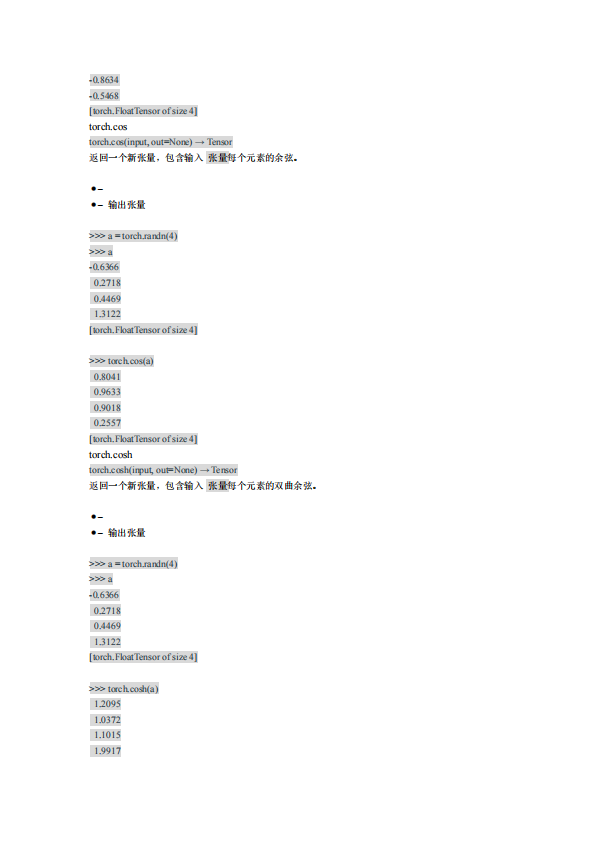 -0.8634
-0.5468
[torch.FloatTensor of size 4]
torch.cos
torch.cos(input, out=None) → Tensor
返回一个新张量，包含输入 张量每个元素的余弦。
●–
●– 输出张量
>>> a = torch.randn(4)
>>> a
-0.6366
0.2718
0.4469
1.3122
[torch.FloatTensor of size 4]
>>> torch.cos(a)
0.8041
0.9633
0.9018
0.2557
[torch.FloatTensor of size 4]
torch.cosh
torch.cosh(input, out=None) → Tensor
返回一个新张量，包含输入 张量每个元素的双曲余弦。
●–
●– 输出张量
>>> a = torch.randn(4)
>>> a
-0.6366
0.2718
0.4469
1.3122
[torch.FloatTensor of size 4]
>>> torch.cosh(a)
1.2095
1.0372
1.1015
1.9917